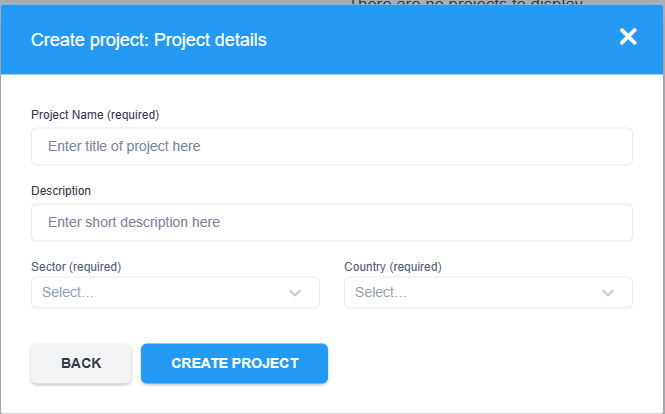 There are no projects to display
Create project: Project details
Project Name (required)
Enter title of project here
Description
Enter short description here
Sector (required) Country (required)
Select... Select...
BACK CREATE PROJECT